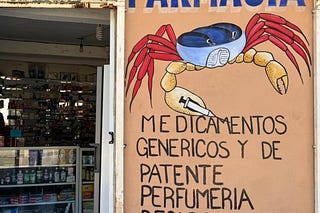 FARMACIA
MEDICAMENTOS
GENERICOS Y DE
PATENTE
PERFUMERIA